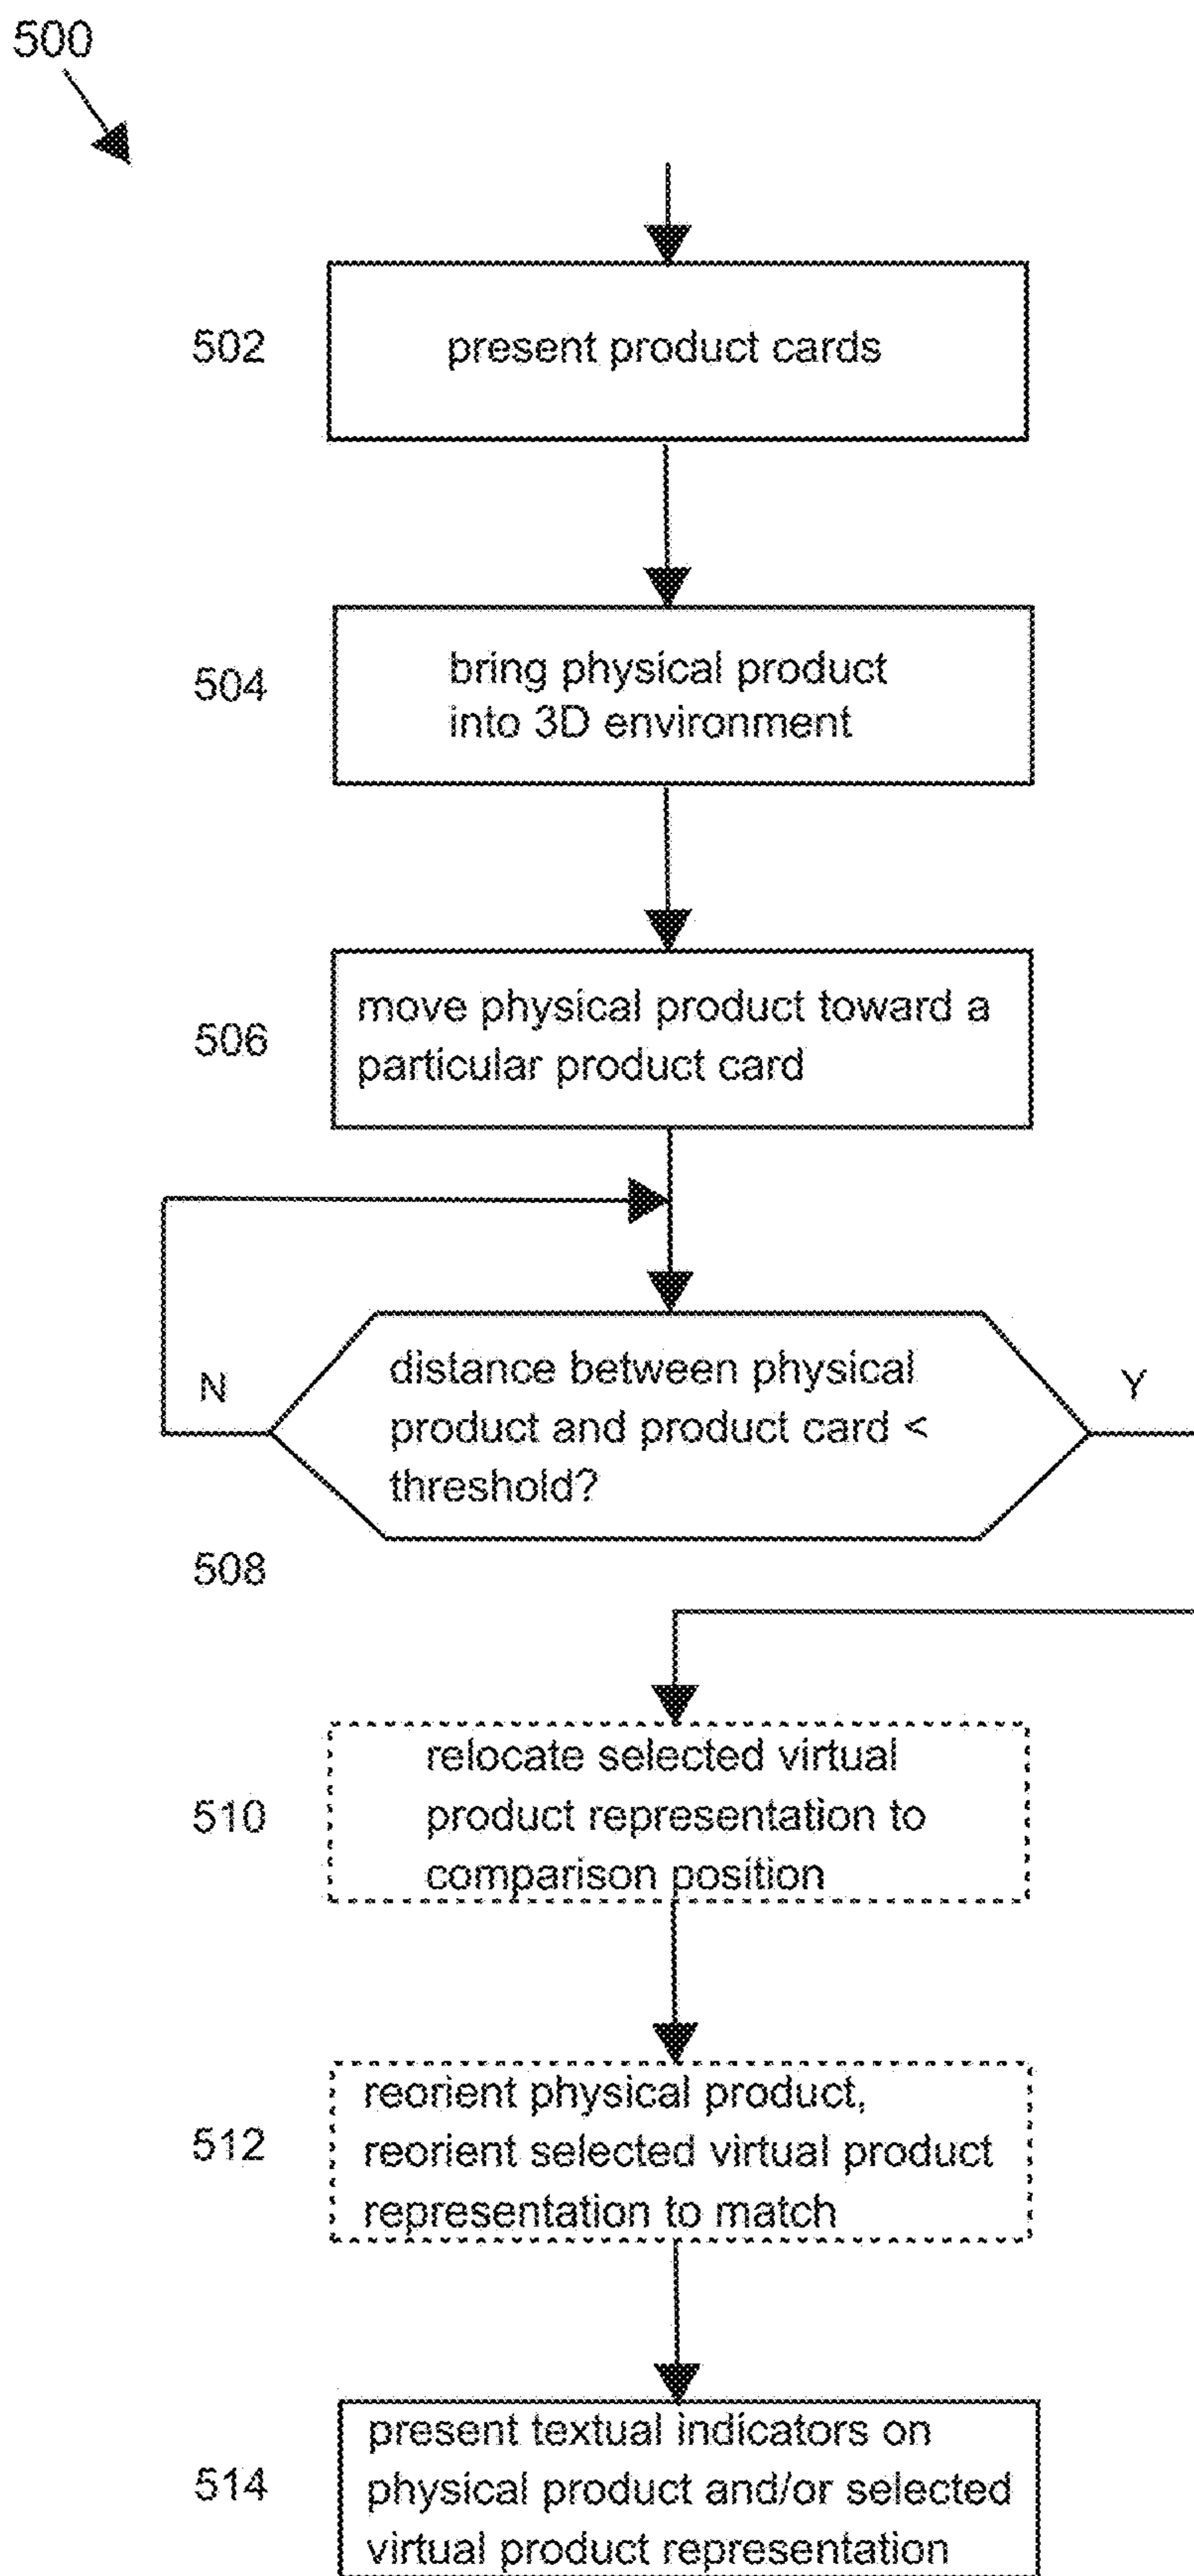 500
502
present product cards
504
bring physical product
into 3D environment
506
move physical product toward a
particular product card
N
distance between physical
product and product card <
threshold?
Y
508
510
relocate selected virtual
product representation to
comparison position
512
reorient physical product,
reorient selected virtual product
representation to match
514
present textual indicators on
physical product and/or selected
virtual product representation